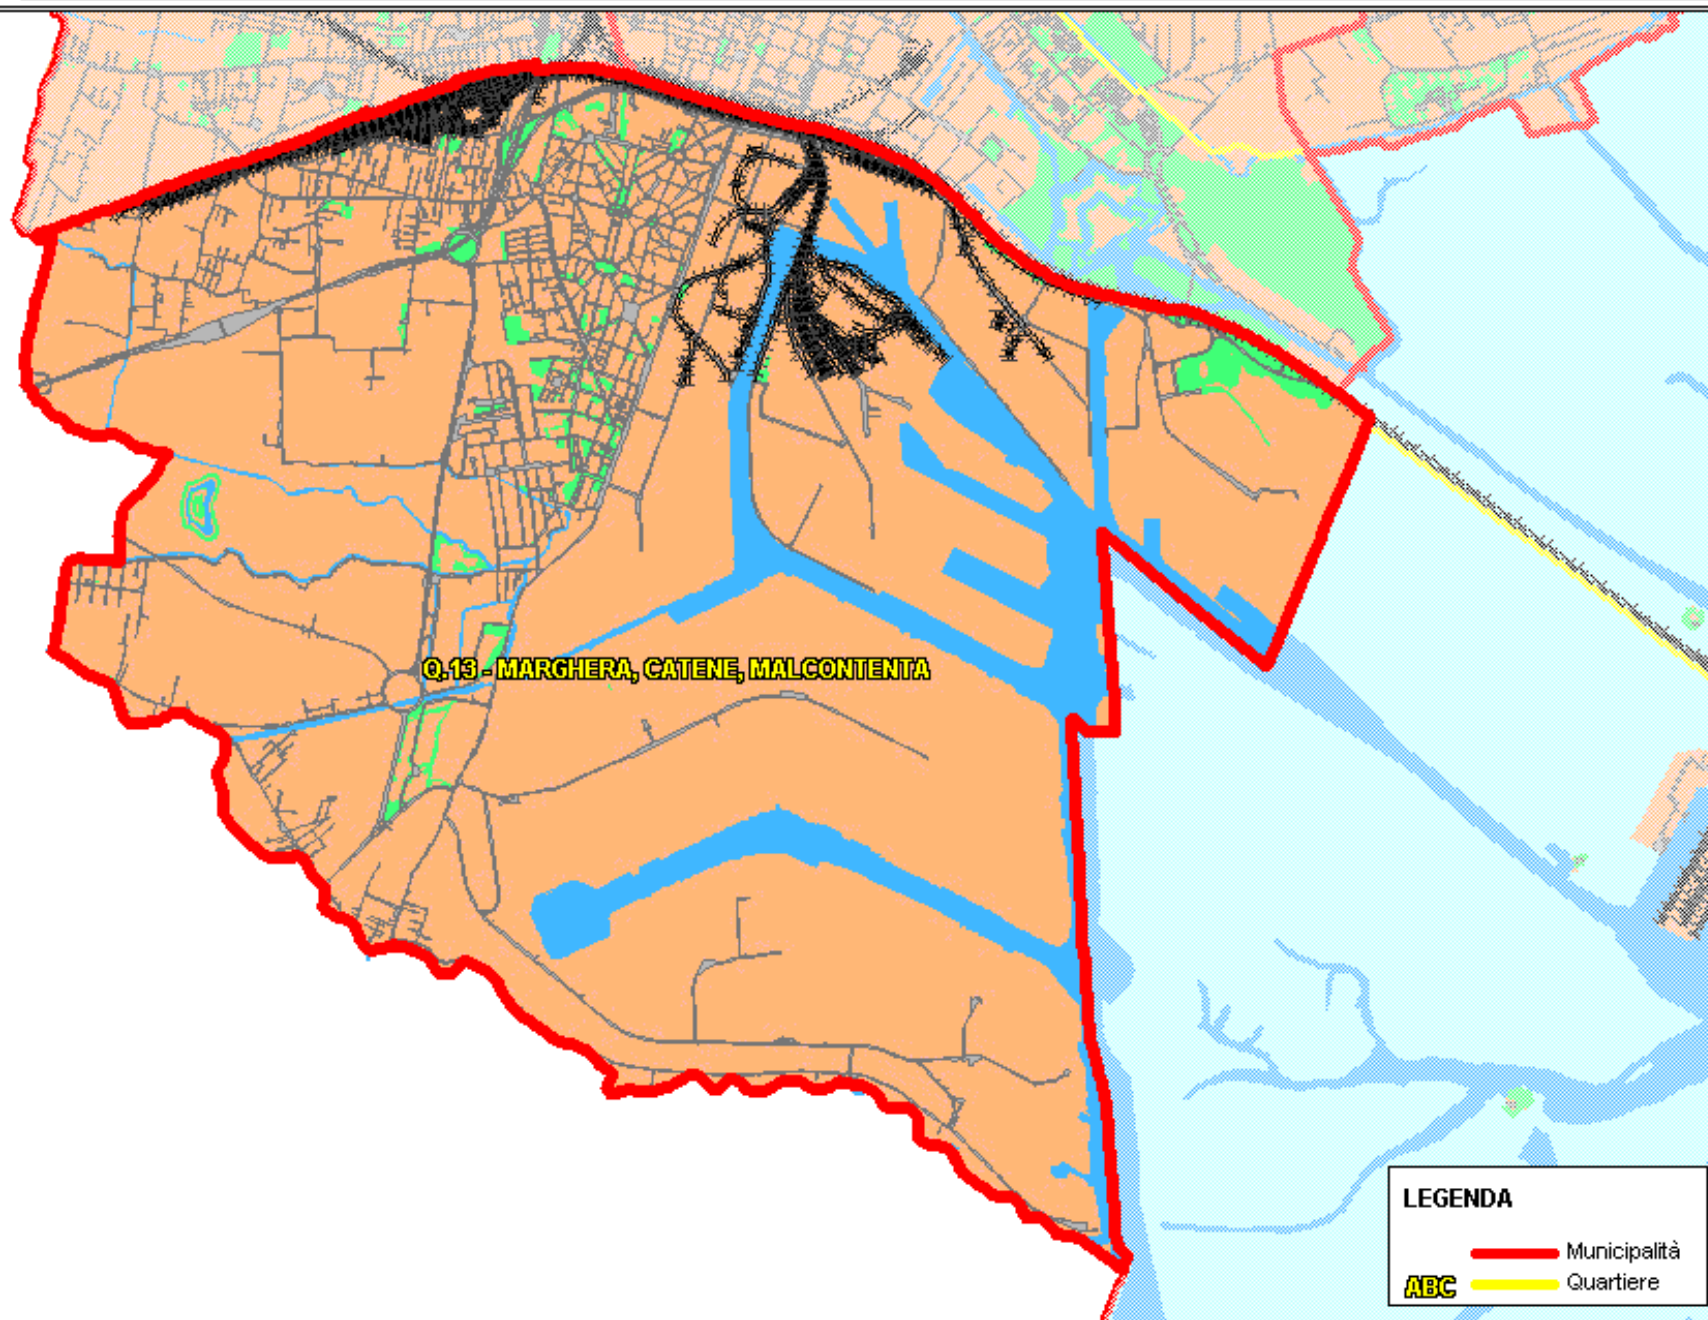 Q.13 - MARGHERA, CATENE, MALCONTENTA
LEGENDA
Municipalità
ABC Quartiere